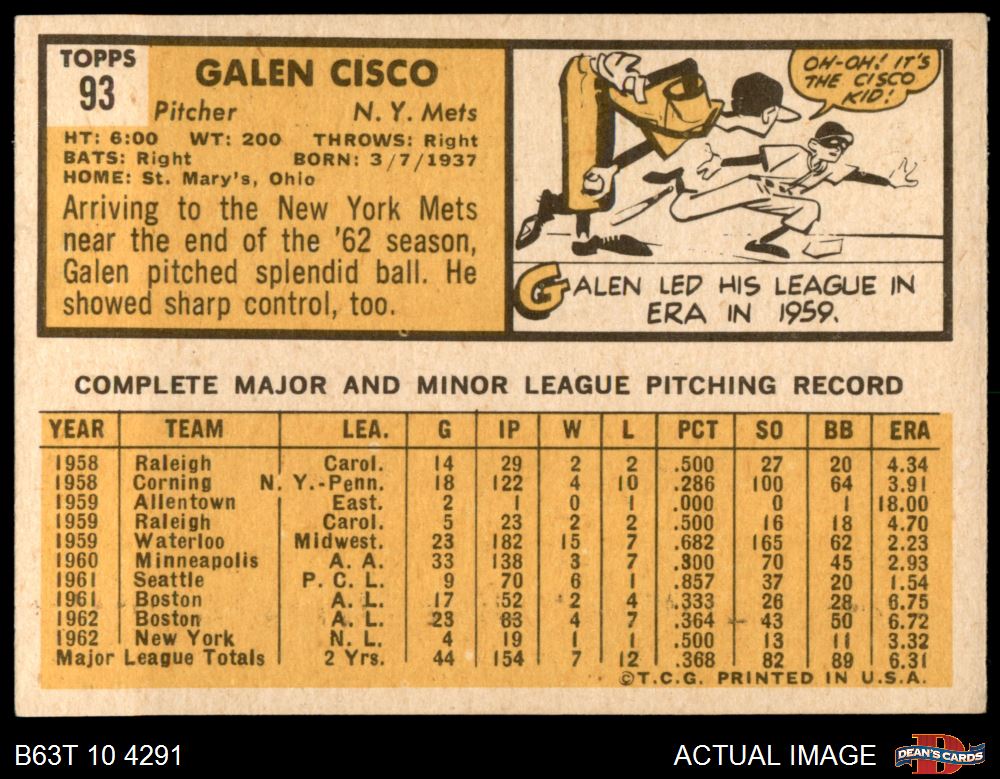 TOPPS
93
GALEN CISCO
Pitcher N. Y. Mets
HT: 6:00 WT: 200 THROWS: Right
BATS: Right BORN: 3/7/1937
HOME: St. Mary's, Ohio
Arriving to the New York Mets
near the end of the '62 season,
Galen pitched splendid ball. He
showed sharp control, too.
OH-OH! IT'S
THE CISCO
KID!
GALEN LED HIS LEAGUE IN
ERA IN 1959.
COMPLETE MAJOR AND MINOR LEAGUE PITCHING RECORD
YEAR TEAM LEA. G IP W L PCT SO BB ERA
1958 Raleigh Carol. 14 29 2 2 .500 27 20 4.34
1958 Corning N. Y.-Penn. 18 122 4 10 .286 100 64 3.91
1959 Allentown East. 2 1 0 1 .000 0 1 18.00
1959 Raleigh Carol. 5 23 2 2 .500 16 18 4.70
1959 Waterloo Midwest. 23 182 15 7 .682 165 62 2.23
1960 Minneapolis A. A. 33 138 3 7 .300 70 45 2.93
1961 Seattle P. C. L. 9 70 6 1 .857 37 20 1.54
1961 Boston A. L. 17 52 2 4 .333 26 28 6.75
1962 Boston A. L. 23 83 4 7 .364 43 50 6.72
1962 New York N. L. 4 19 1 1 .500 13 11 3.32
Major League Totals 2 Yrs. 44 154 7 12 .368 82 89 6.31
©T.C.G. PRINTED IN U.S.A.
B63T 10 4291 ACTUAL IMAGE DEAN'S CARDS